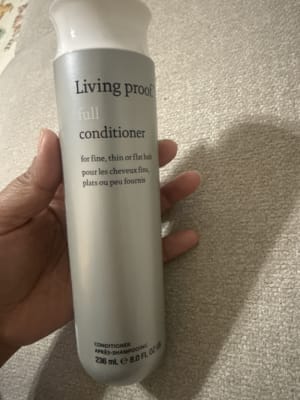 Living proof.
full
conditioner
for fine, thin or flat hair
pour les cheveux fins,
plats ou peu fournis
CONDITIONER
APRÈS-SHAMPOOING
236 mL ℮ 8.0 FL OZ US